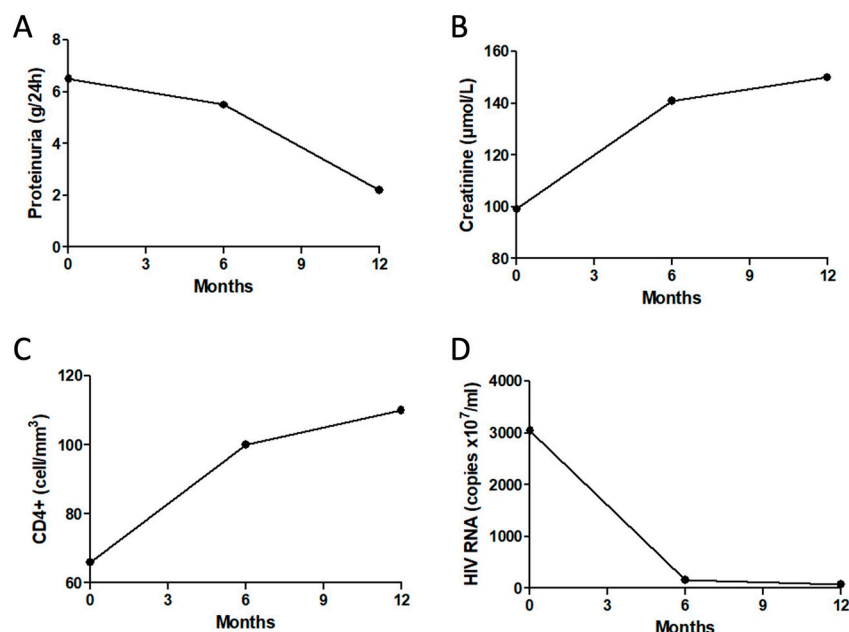 A
Proteinuria (g/24h)
8
6
4
2
0
0 3 6 9 12
Months
B
Creatinine (µmol/L)
160
140
120
100
80
0 3 6 9 12
Months
C
CD4+ (cell/mm³)
120
100
80
60
0 3 6 9 12
Months
D
HIV RNA (copies x10⁷/ml)
4000
3000
2000
1000
0
0 3 6 9 12
Months